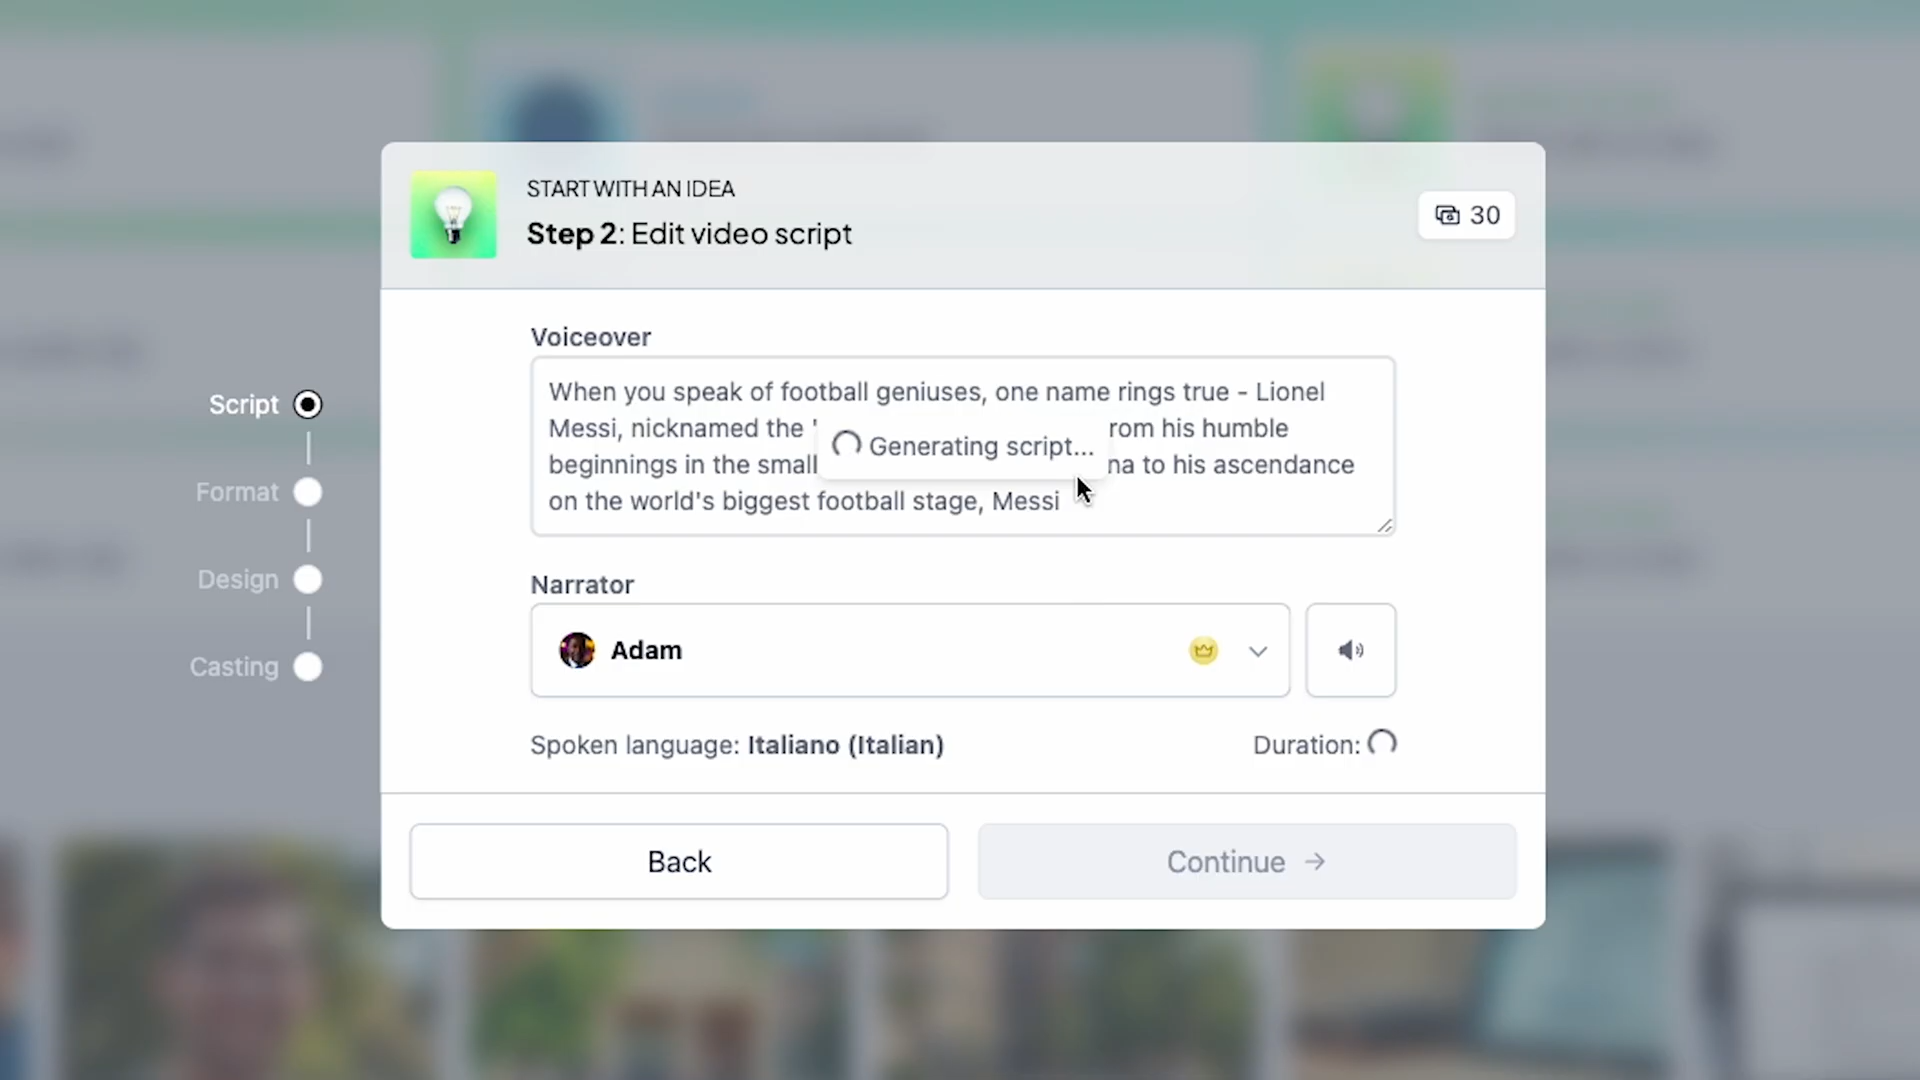 START WITH AN IDEA
Step 2: Edit video script
30
Script
Format
Design
Casting
Voiceover
When you speak of football geniuses, one name rings true - Lionel
Messi, nicknamed the ' rom his humble
Generating script...
beginnings in the small na to his ascendance
on the world's biggest football stage, Messi
Narrator
Adam
Spoken language: Italiano (Italian)
Duration:
Back
Continue →